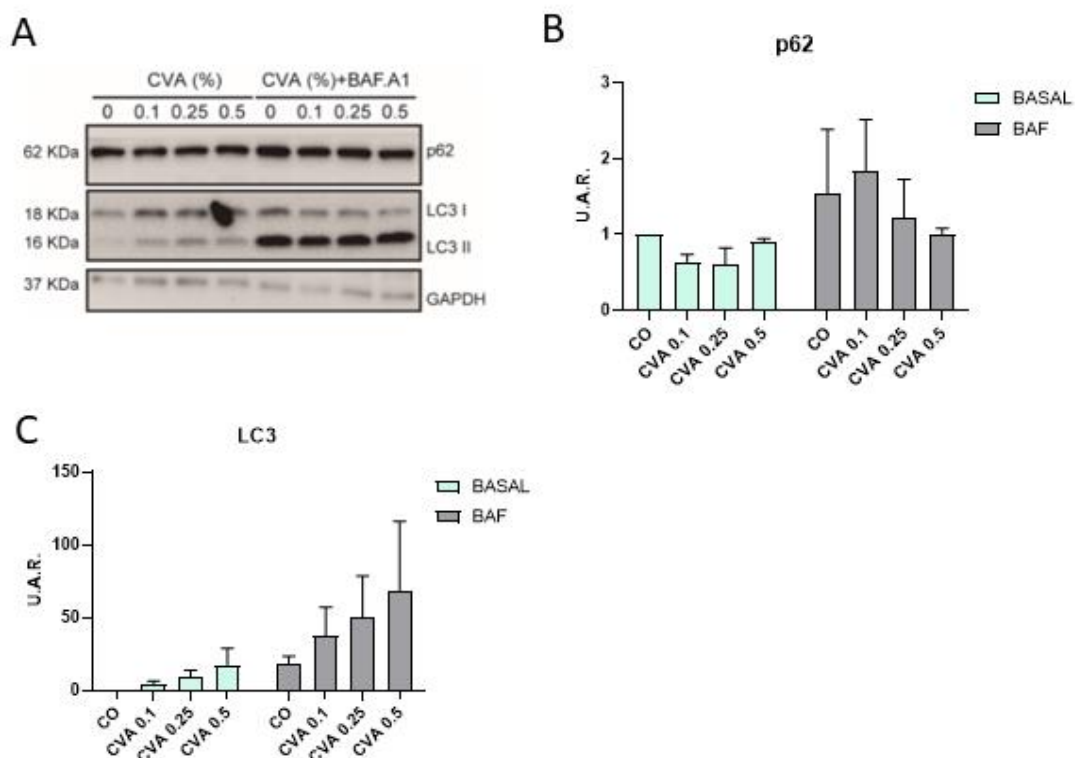 A
CVA (%) CVA (%)+BAF.A1
0 0.1 0.25 0.5 0 0.1 0.25 0.5
62 KDa p62
18 KDa LC3 I
16 KDa LC3 II
37 KDa GAPDH
B
p62
3
2
1
0
U.A.R.
CO CVA 0.1 CVA 0.25 CVA 0.5 CO CVA 0.1 CVA 0.25 CVA 0.5
BASAL
BAF
C
LC3
150
100
50
0
U.A.R.
CO CVA 0.1 CVA 0.25 CVA 0.5 CO CVA 0.1 CVA 0.25 CVA 0.5
BASAL
BAF